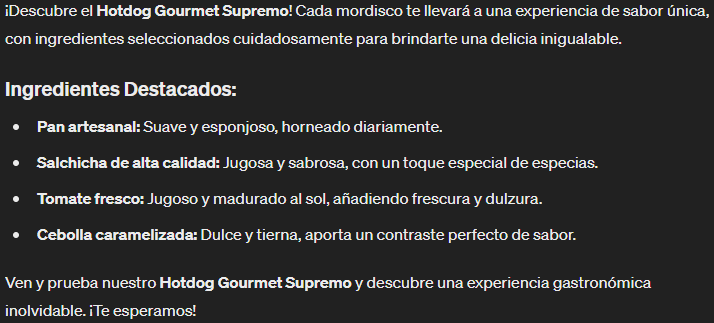 ¡Descubre el Hotdog Gourmet Supremo! Cada mordisco te llevará a una experiencia de sabor única,
con ingredientes seleccionados cuidadosamente para brindarte una delicia inigualable.
Ingredientes Destacados:
• Pan artesanal: Suave y esponjoso, horneado diariamente.
• Salchicha de alta calidad: Jugosa y sabrosa, con un toque especial de especias.
• Tomate fresco: Jugoso y madurado al sol, añadiendo frescura y dulzura.
• Cebolla caramelizada: Dulce y tierna, aporta un contraste perfecto de sabor.
Ven y prueba nuestro Hotdog Gourmet Supremo y descubre una experiencia gastronómica
inolvidable. ¡Te esperamos!